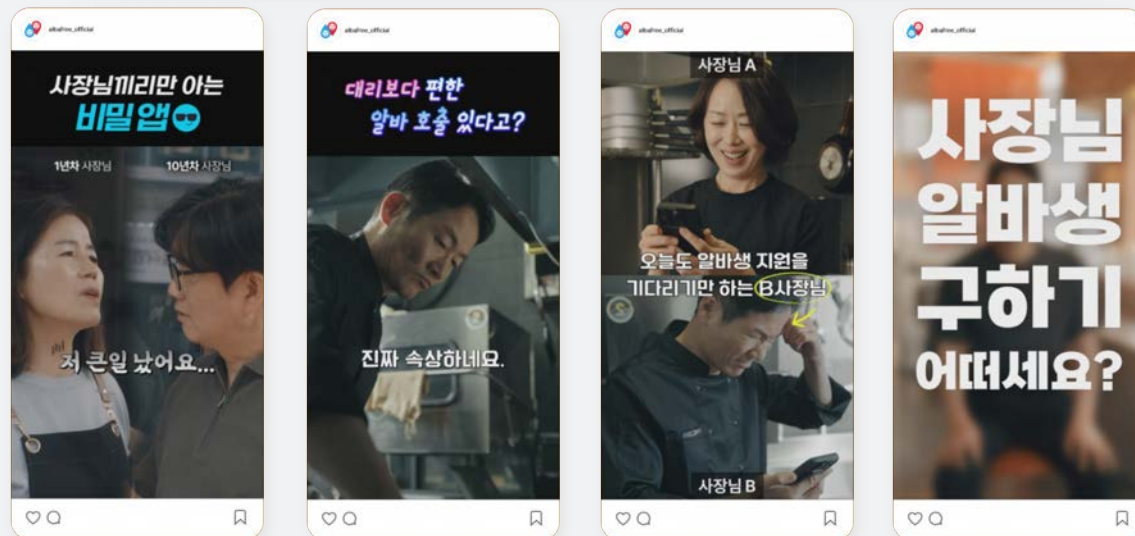 albafree_official
사장님끼리만 아는
비밀 앱
1년차 사장님
10년차 사장님
저 큰일 났어요...
albafree_official
대리보다 편한
알바 호출 있다고?
진짜 속상하네요.
albafree_official
사장님 A
오늘도 알바생 지원을
기다리기만 하는 B사장님
사장님 B
albafree_official
사장님
알바생
구하기
어떠세요?